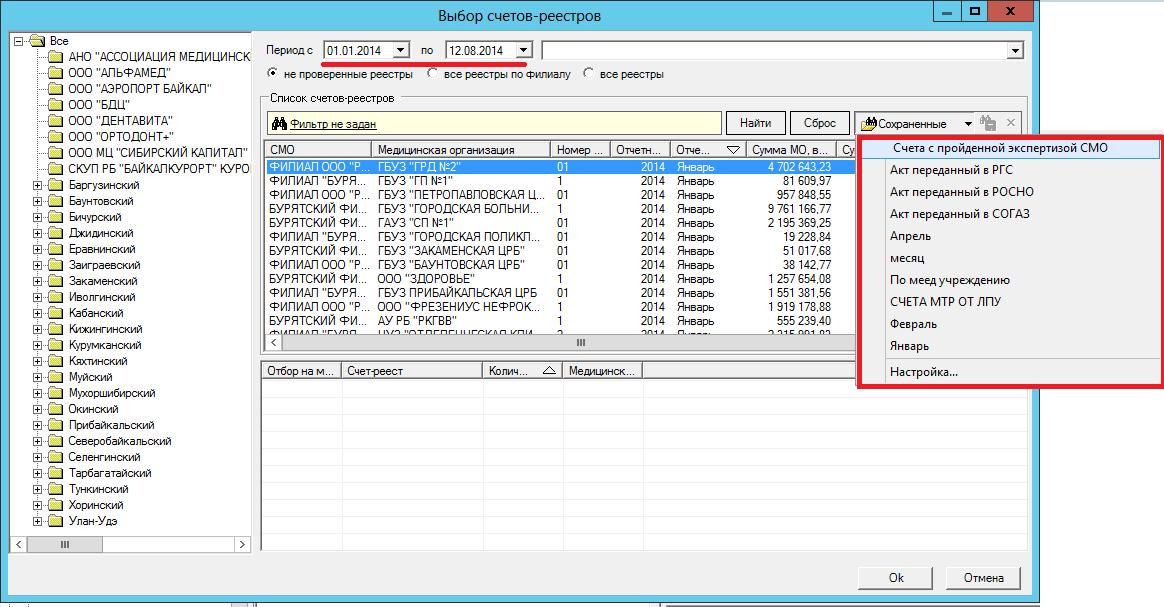 Выбор счетов-реестров
Все
АНО "АССОЦИАЦИЯ МЕДИЦИНСК
ООО "АЛЬФАМЕД"
ООО "АЭРОПОРТ БАЙКАЛ"
ООО "БДЦ"
ООО "ДЕНТАВИТА"
ООО "ОРТОДОНТ+"
ООО МЦ "СИБИРСКИЙ КАПИТАЛ"
СКУП РБ "БАЙКАЛКУРОРТ" КУРО
Баргузинский
Баунтовский
Бичурский
Джидинский
Еравнинский
Заиграевский
Закаменский
Иволгинский
Кабанский
Кижингинский
Курумканский
Кяхтинский
Муйский
Мухоршибирский
Окинский
Прибайкальский
Северобайкальский
Селенгинский
Тарбагатайский
Тункинский
Хоринский
Улан-Удэ
Период с 01.01.2014 по 12.08.2014
не проверенные реестры все реестры по филиалу все реестры
Список счетов-реестров
Фильтр не задан Найти Сброс Сохраненные
СМО Медицинская организация Номер ... Отчетн... Отче... Сумма МО, в... Су
ФИЛИАЛ ООО "Р... ГБУЗ "ГРД №2" 01 2014 Январь 4 702 643,23
ФИЛИАЛ "БУРЯ... ГБУЗ "ГП №1" 01 2014 Январь 81 609,97
ФИЛИАЛ ООО "Р... ГБУЗ "ПЕТРОПАВЛОВСКАЯ Ц... 01 2014 Январь 957 848,55
БУРЯТСКИЙ ФИ... ГБУЗ "ГОРОДСКАЯ БОЛЬНИ... 1 2014 Январь 9 761 166,77
БУРЯТСКИЙ ФИ... ГАУЗ "СП №1" 01 2014 Январь 2 195 369,25
ФИЛИАЛ "БУРЯ... ГБУЗ "ГОРОДСКАЯ ПОЛИКЛ... 01 2014 Январь 19 228,84
БУРЯТСКИЙ ФИ... ГБУЗ "ЗАКАМЕНСКАЯ ЦРБ" 01 2014 Январь 51 017,68
ФИЛИАЛ ООО "Р... ГБУЗ "БАУНТОВСКАЯ ЦРБ" 01 2014 Январь 38 142,77
БУРЯТСКИЙ ФИ... ООО "ЗДОРОВЬЕ" 1 2014 Январь 1 257 654,08
ФИЛИАЛ "БУРЯ... ГБУЗ ПРИБАЙКАЛЬСКАЯ ЦРБ 01 2014 Январь 1 551 381,56
ФИЛИАЛ ООО "Р... ООО "ФРЕЗЕНИУС НЕФРОК... 1 2014 Январь 1 919 178,88
БУРЯТСКИЙ ФИ... АУ РБ "РКГВВ" 1 2014 Январь 555 239,40
Счета с пройденной экспертизой СМО
Акт переданный в РГС
Акт переданный в РОСНО
Акт переданный в СОГАЗ
Апрель
месяц
По меед учреждению
СЧЕТА МТР ОТ ЛПУ
Февраль
Январь
Настройка...
Отбор на м... Счет-реест Колич... Медицинск...
Ok Отмена